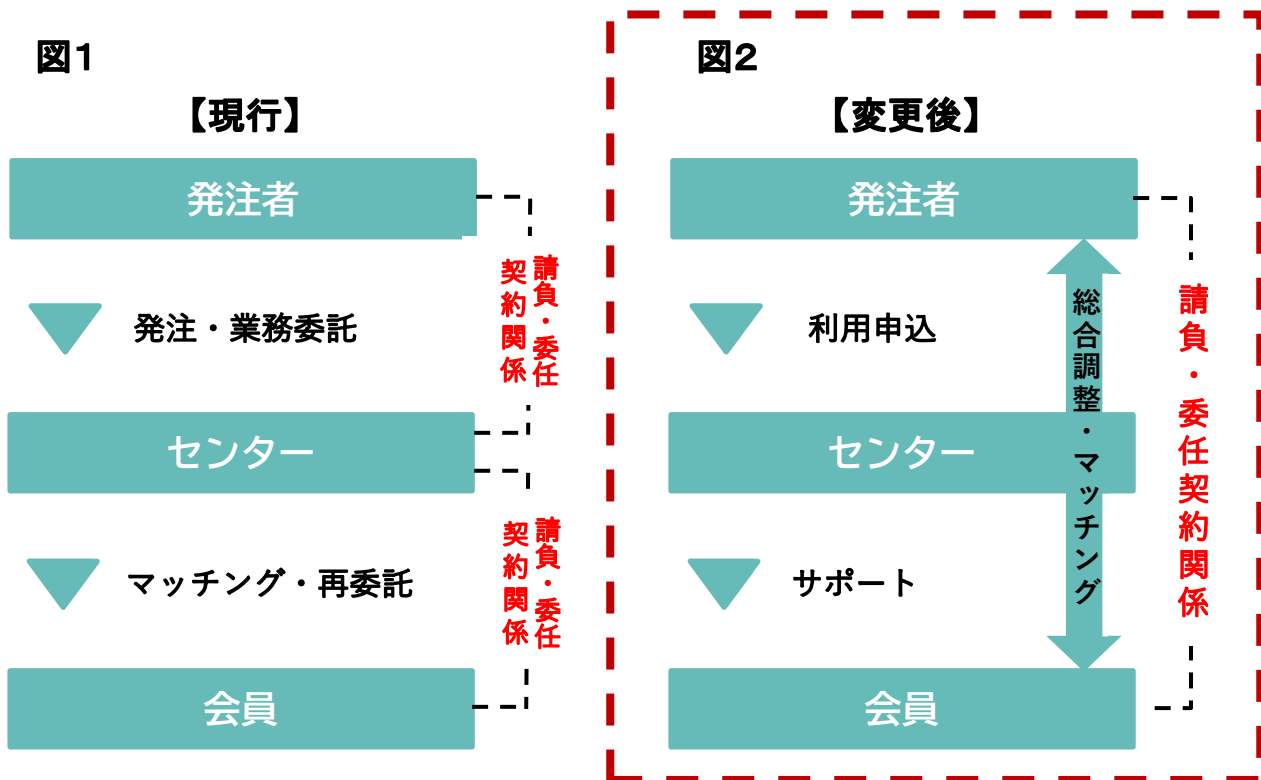 図1
【現行】
発注者
発注・業務委託
請負・委任
契約関係
センター
マッチング・再委託
請負・委任
契約関係
会員
図2
【変更後】
発注者
利用申込
総合調整・マッチング
請負・委任契約関係
センター
サポート
会員